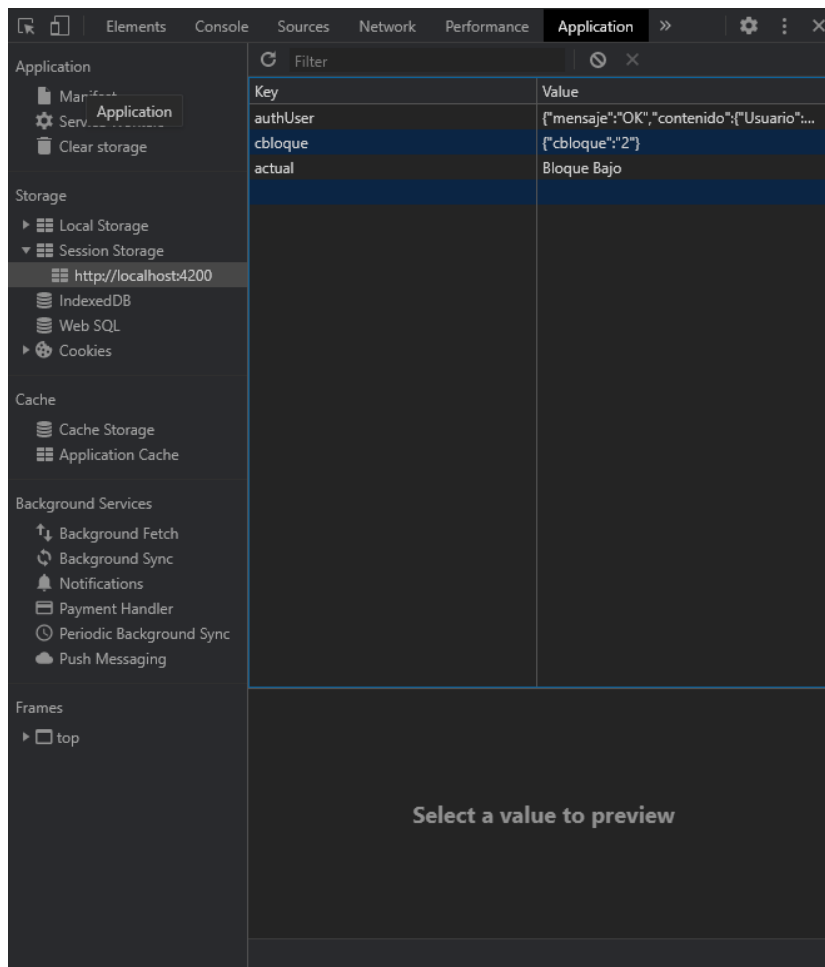 Elements Console Sources Network Performance Application »
Application
Application
Clear storage
Storage
Local Storage
Session Storage
http://localhost:4200
IndexedDB
Web SQL
Cookies
Cache
Cache Storage
Application Cache
Background Services
Background Fetch
Background Sync
Notifications
Payment Handler
Periodic Background Sync
Push Messaging
Frames
top
Filter
Key Value
authUser {"mensaje":"OK","contenido":{"Usuario":...
cbloque {"cbloque":"2"}
actual Bloque Bajo
Select a value to preview